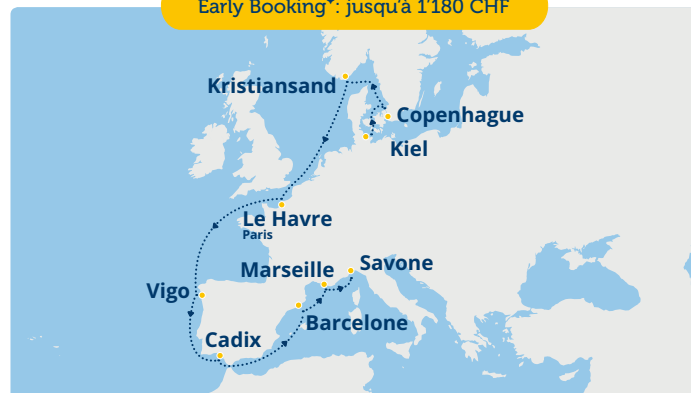 Early Booking*: jusqu'à 1'180 CHF
Kristiansand
Copenhague
Kiel
Le Havre
Paris
Marseille
Savone
Vigo
Barcelone
Cadix